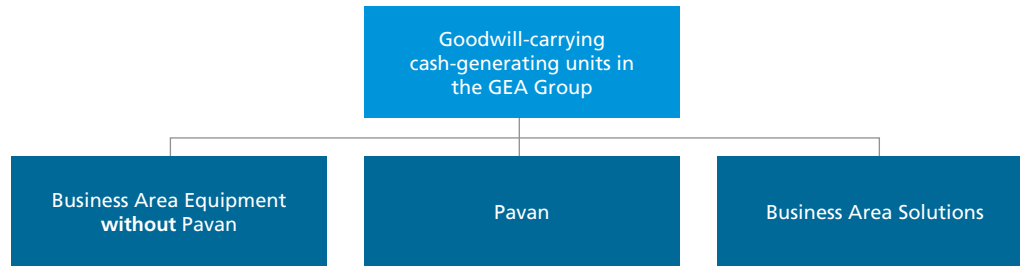 Goodwill-carrying
cash-generating units in
the GEA Group
Business Area Equipment
without Pavan
Pavan
Business Area Solutions